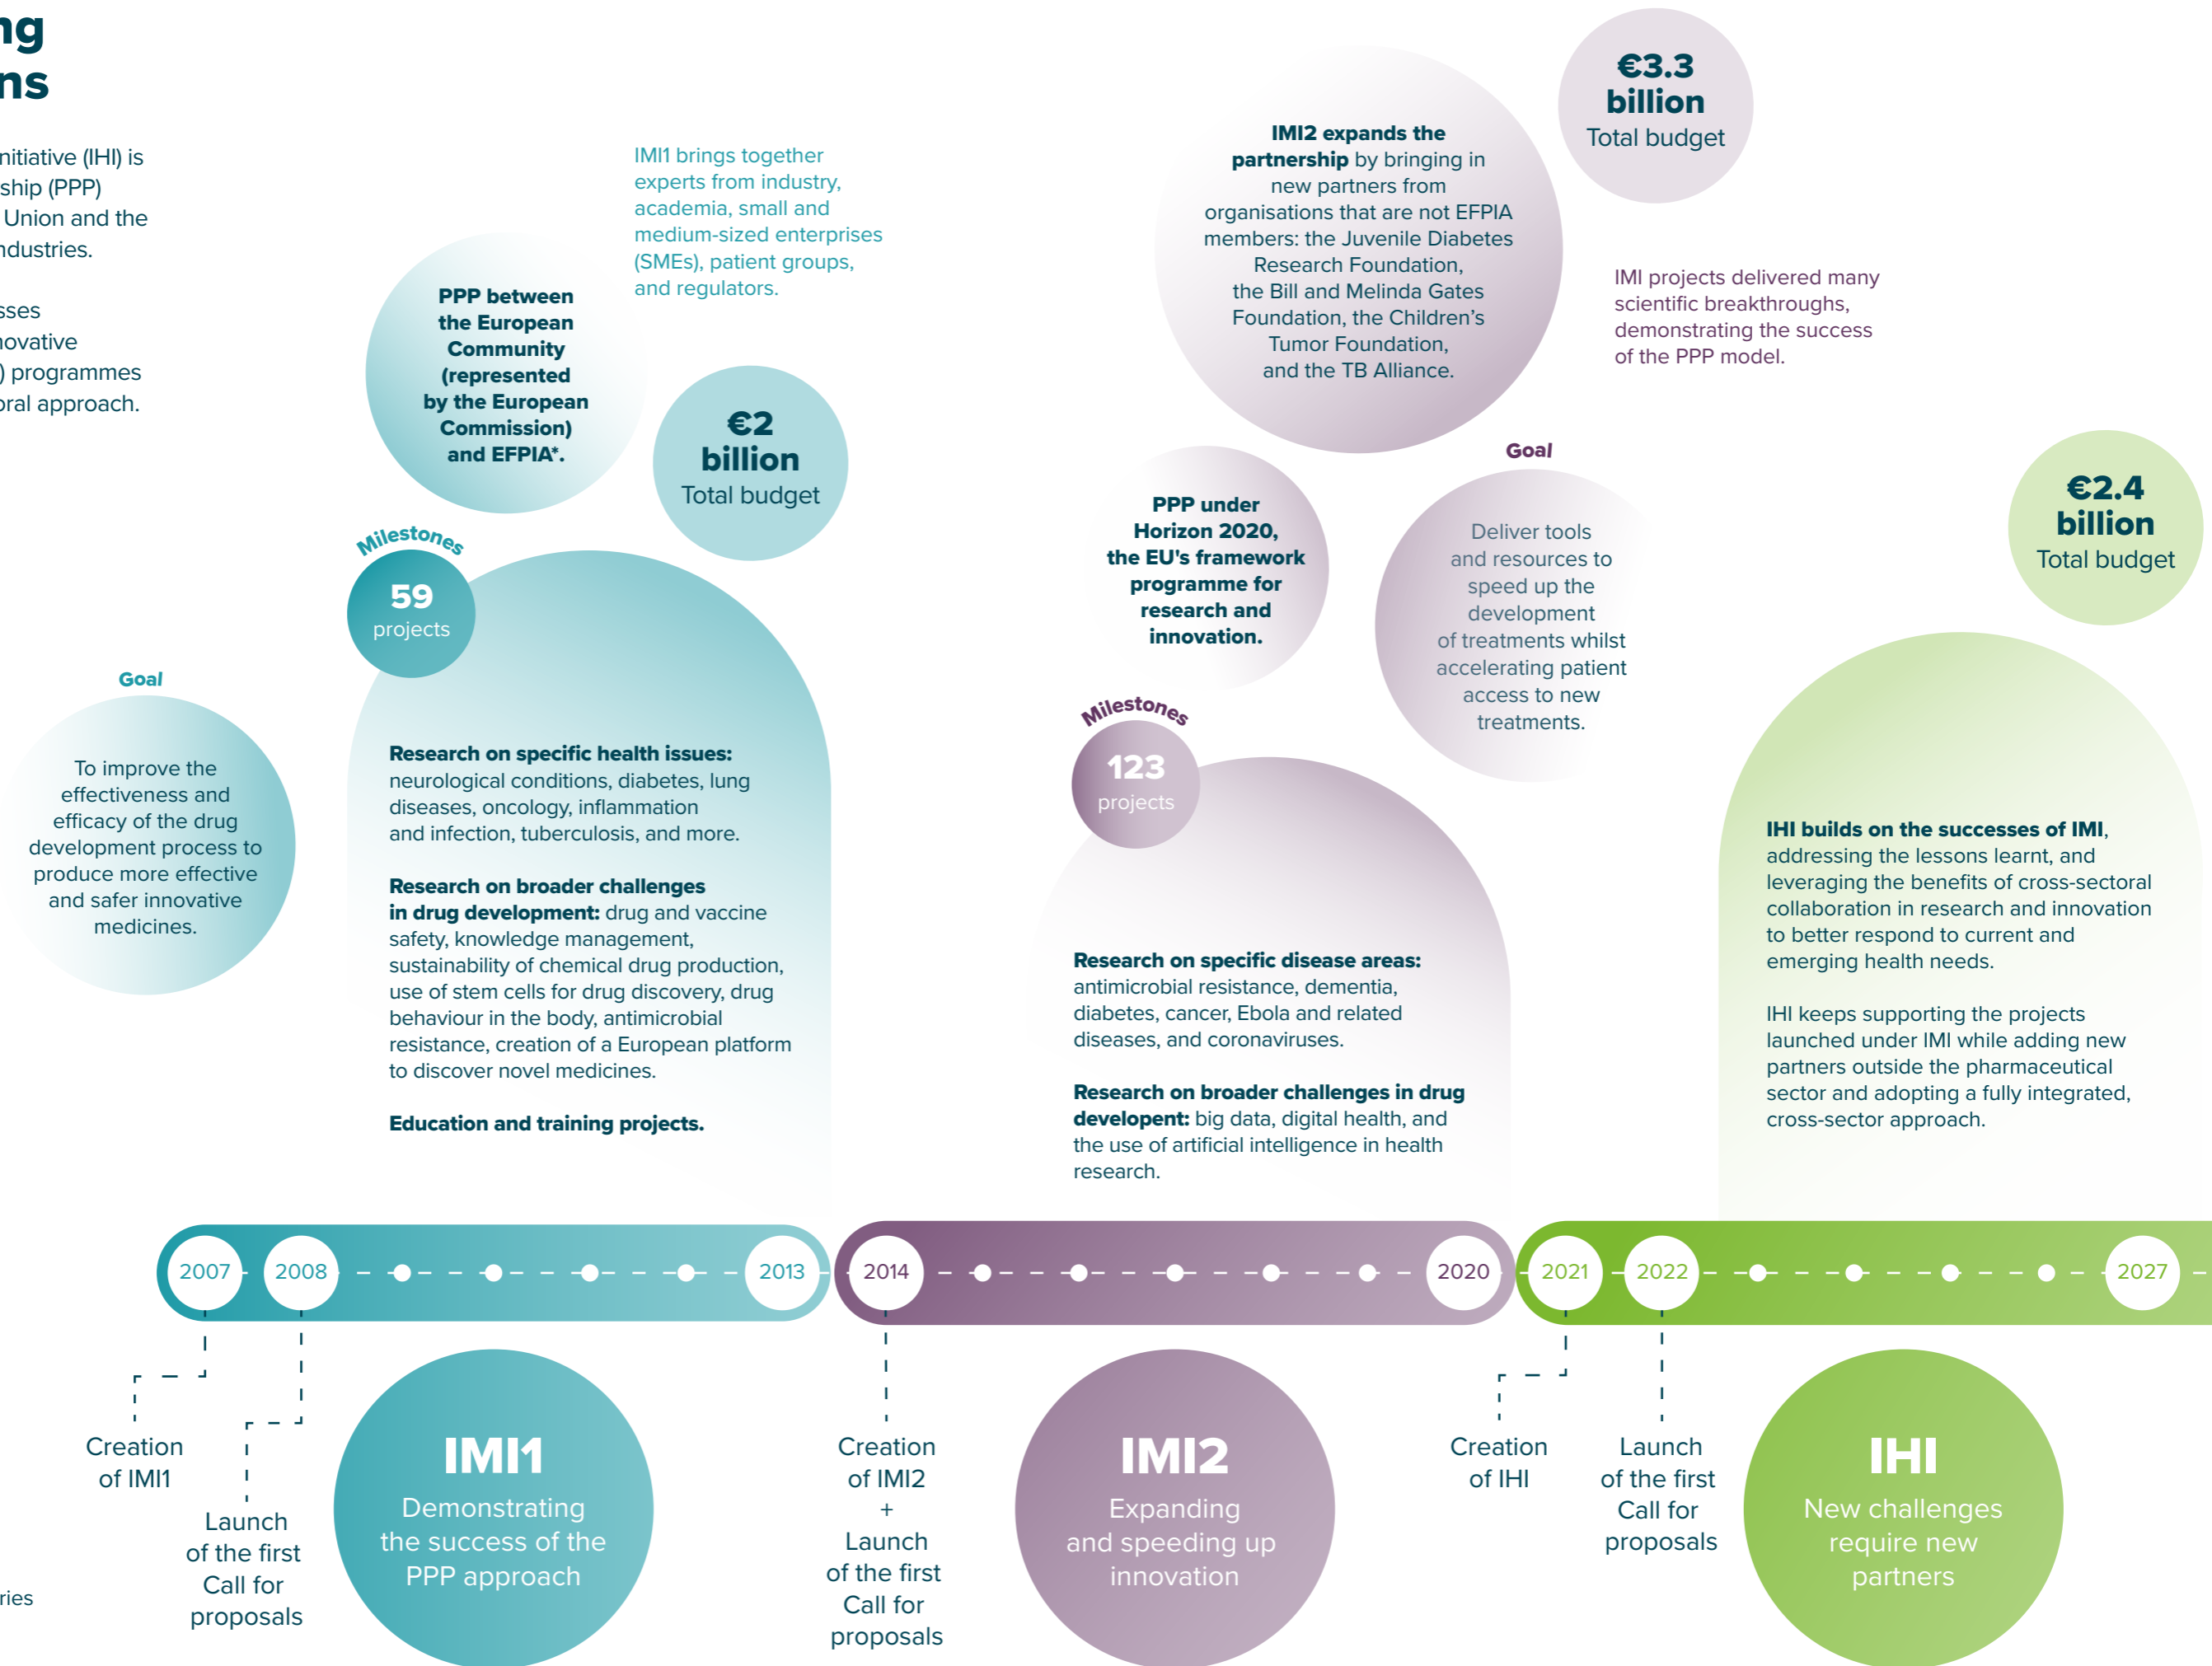 ng
ns
nitiative (IHI) is
ship (PPP)
Union and the
ndustries.
sses
novative
) programmes
oral approach.
Goal
To improve the
effectiveness and
efficacy of the drug
development process to
produce more effective
and safer innovative
medicines.
PPP between
the European
Community
(represented
by the European
Commission)
and EFPIA*.
IMI1 brings together
experts from industry,
academia, small and
medium-sized enterprises
(SMEs), patient groups,
and regulators.
€2
billion
Total budget
Milestones
59
projects
Research on specific health issues:
neurological conditions, diabetes, lung
diseases, oncology, inflammation
and infection, tuberculosis, and more.
Research on broader challenges
in drug development: drug and vaccine
safety, knowledge management,
sustainability of chemical drug production,
use of stem cells for drug discovery, drug
behaviour in the body, antimicrobial
resistance, creation of a European platform
to discover novel medicines.
Education and training projects.
IMI2 expands the
partnership by bringing in
new partners from
organisations that are not EFPIA
members: the Juvenile Diabetes
Research Foundation,
the Bill and Melinda Gates
Foundation, the Children's
Tumor Foundation,
and the TB Alliance.
€3.3
billion
Total budget
IMI projects delivered many
scientific breakthroughs,
demonstrating the success
of the PPP model.
PPP under
Horizon 2020,
the EU's framework
programme for
research and
innovation.
Goal
Deliver tools
and resources to
speed up the
development
of treatments whilst
accelerating patient
access to new
treatments.
Milestones
123
projects
Research on specific disease areas:
antimicrobial resistance, dementia,
diabetes, cancer, Ebola and related
diseases, and coronaviruses.
Research on broader challenges in drug
developent: big data, digital health, and
the use of artificial intelligence in health
research.
€2.4
billion
Total budget
IHI builds on the successes of IMI,
addressing the lessons learnt, and
leveraging the benefits of cross-sectoral
collaboration in research and innovation
to better respond to current and
emerging health needs.
IHI keeps supporting the projects
launched under IMI while adding new
partners outside the pharmaceutical
sector and adopting a fully integrated,
cross-sector approach.
2007 2008 2013 2014 2020 2021 2022 2027
Creation
of IMI1
Launch
of the first
Call for
proposals
IMI1
Demonstrating
the success of the
PPP approach
Creation
of IMI2
+
Launch
of the first
Call for
proposals
IMI2
Expanding
and speeding up
innovation
Creation
of IHI
Launch
of the first
Call for
proposals
IHI
New challenges
require new
partners
ries